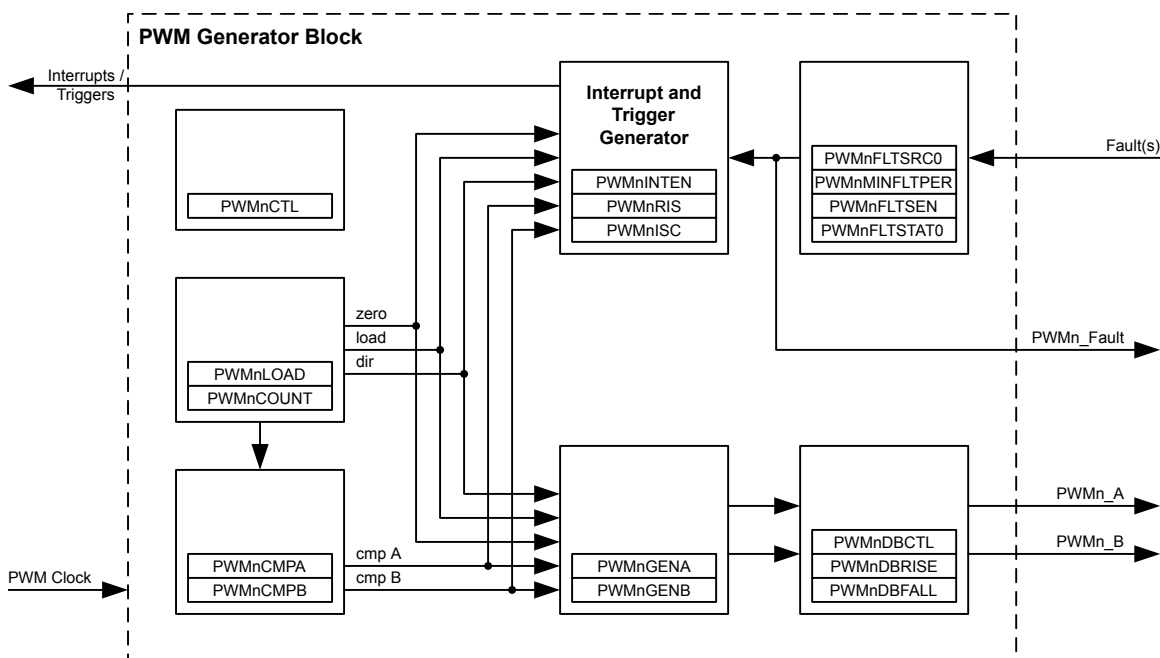 PWM Generator Block
Interrupts /
Triggers
Interrupt and
Trigger
Generator
PWMnINTEN
PWMnRIS
PWMnISC
PWMnFLTSRC0
PWMnMINFLTPER
PWMnFLTSEN
PWMnFLTSTAT0
Fault(s)
PWMnCTL
zero
load
dir
PWMnLOAD
PWMnCOUNT
PWMn_Fault
cmp A
cmp B
PWMnCMPA
PWMnCMPB
PWM Clock
PWMnGENA
PWMnGENB
PWMnDBCTL
PWMnDBRISE
PWMnDBFALL
PWMn_A
PWMn_B